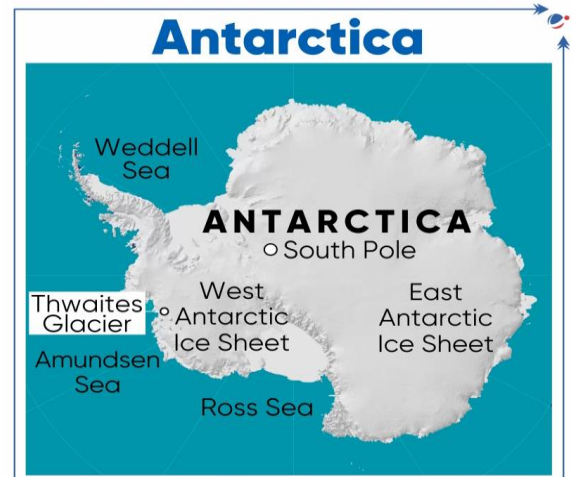 Antarctica
Weddell
Sea
ANTARCTICA
South Pole
West
Antarctic
Ice Sheet
East
Antarctic
Ice Sheet
Thwaites
Glacier
Amundsen
Sea
Ross Sea